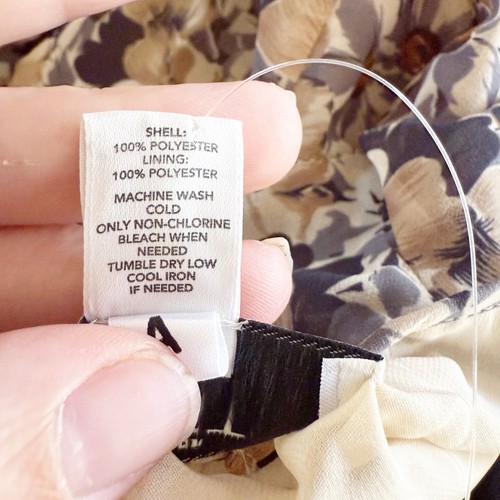 SHELL:
100% POLYESTER
LINING:
100% POLYESTER
MACHINE WASH
COLD
ONLY NON-CHLORINE
BLEACH WHEN
NEEDED
TUMBLE DRY LOW
COOL IRON
IF NEEDED
4